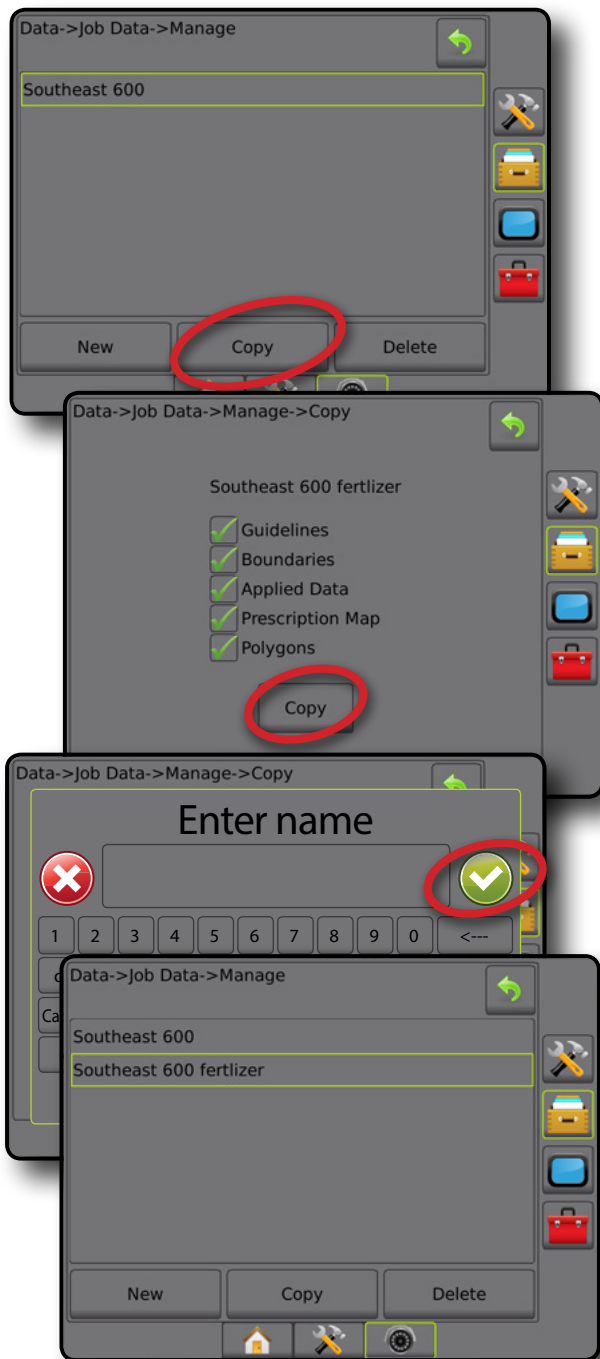 Data->Job Data->Manage
Southeast 600
New Copy Delete
Data->Job Data->Manage->Copy
Southeast 600 fertlizer
Guidelines
Boundaries
Applied Data
Prescription Map
Polygons
Copy
Data->Job Data->Manage->Copy
Enter name
1 2 3 4 5 6 7 8 9 0 <---
Data->Job Data->Manage
Southeast 600
Southeast 600 fertlizer
New Copy Delete